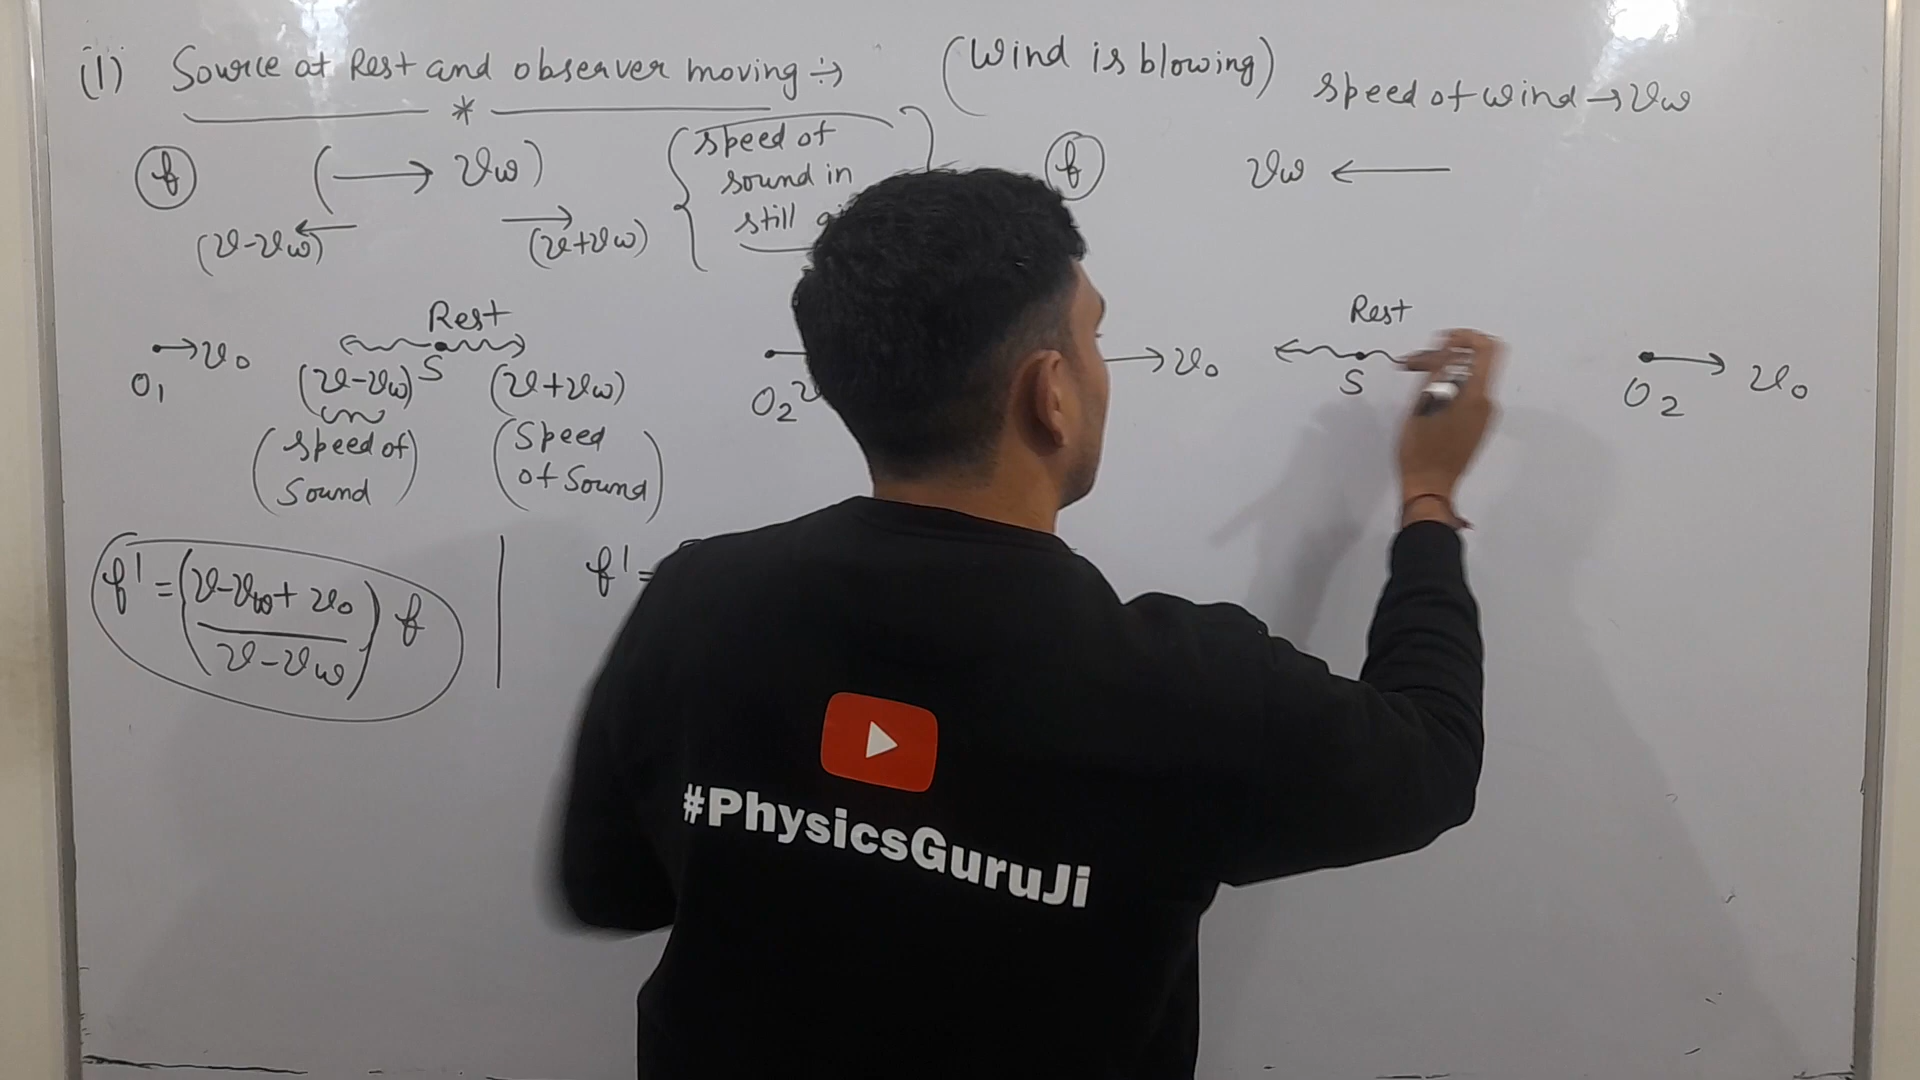 (1) Source at Rest and observer moving :→ (Wind is blowing)
speed of wind → vw
*
f (→ vw)
(v-vw) (v+vw)
{speed of
sound in
still
f vw ←
Rest
O1 → vo
S
(v-vw) (v+vw)
(speed of
Sound)
(Speed
of Sound)
O2
→ vo
Rest
S
O2 → vo
f' = (v-vw+vo / v-vw) f
f' =
#PhysicsGuruJi